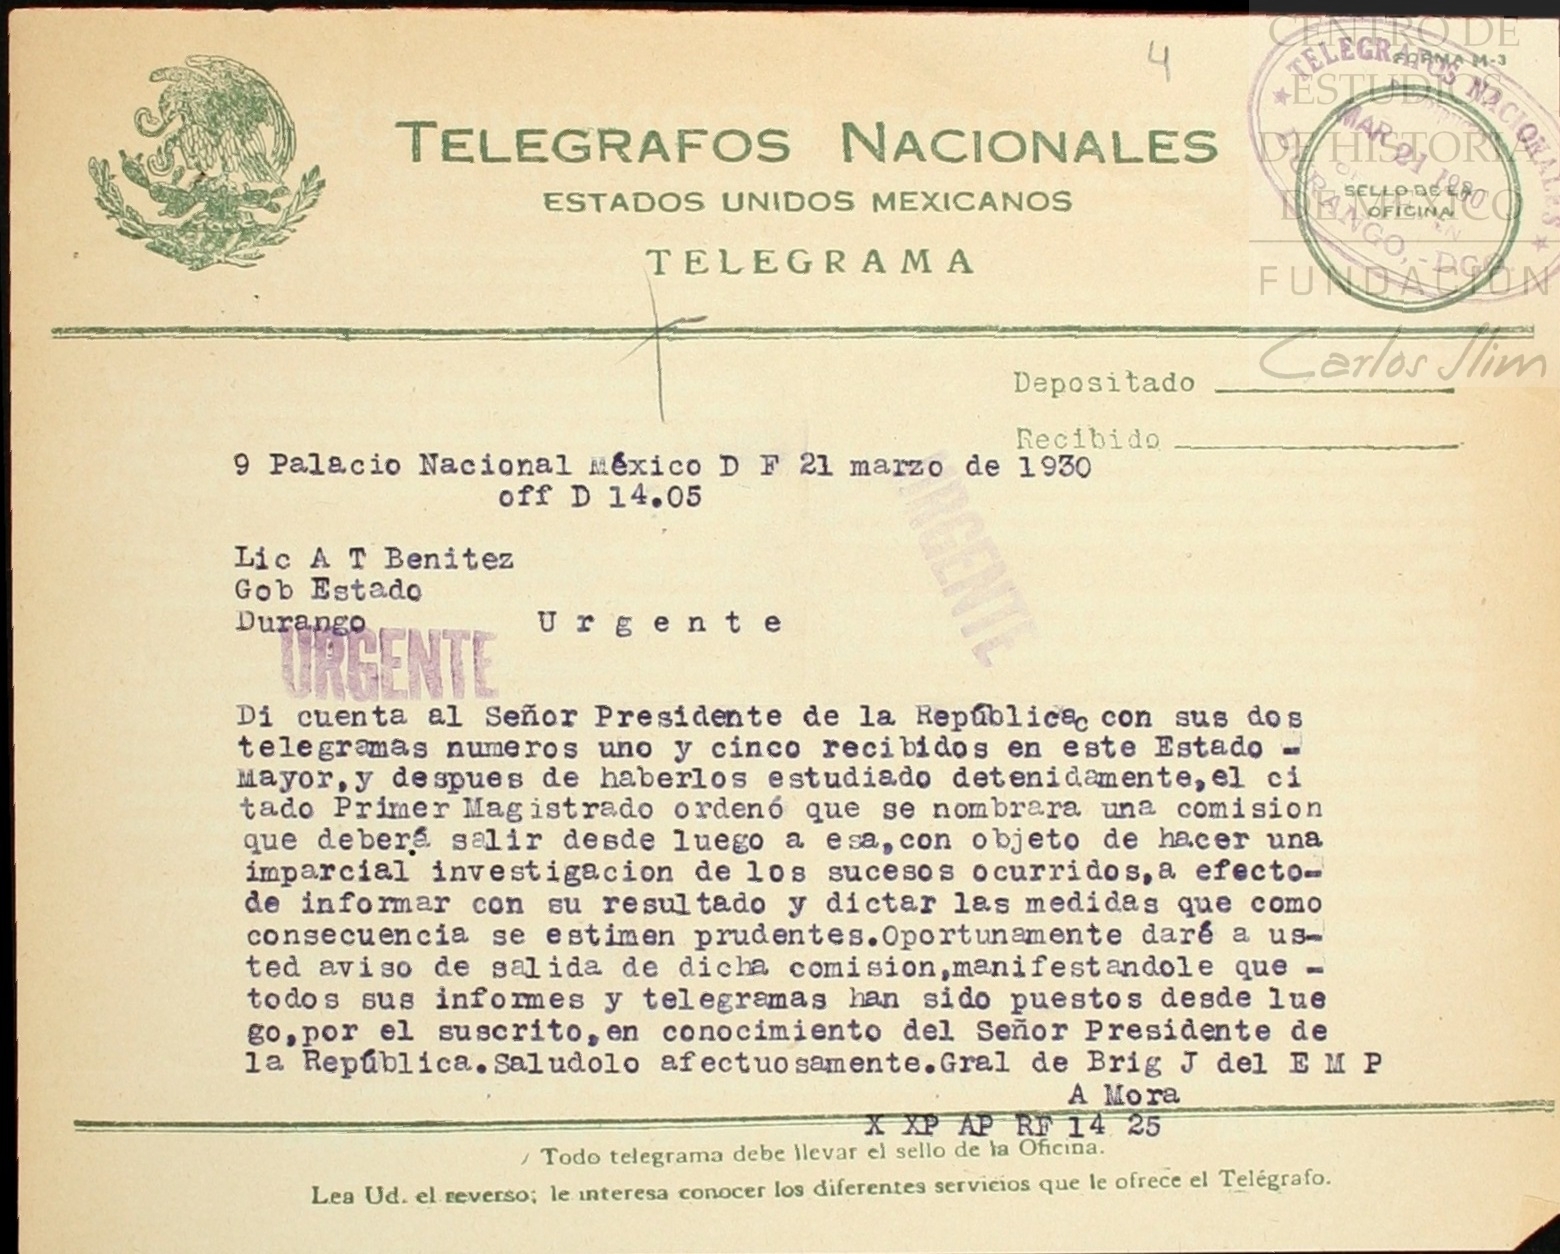 4
FORMA M-3
TELEGRAFOS NACIONALES
ESTADOS UNIDOS MEXICANOS
TELEGRAMA
TELEGRAFOS NACIONALES
MAR 21 1930
DURANGO, - DGO
SELLO DE LA
OFICINA
CENTRO DE
ESTUDIOS
DE HISTORIA
DE MEXICO
FUNDACIÓN
Carlos Slim
Depositado
Recibido
9 Palacio Nacional México D F 21 marzo de 1930
off D 14.05
Lic A T Benitez
Gob Estado
Durango U r g e n t e
URGENTE
URGENTE
Di cuenta al Señor Presidente de la Repúblicac con sus dos
telegramas numeros uno y cinco recibidos en este Estado -
Mayor,y despues de haberlos estudiado detenidamente,el ci
tado Primer Magistrado ordenó que se nombrara una comision
que deberá salir desde luego a esa,con objeto de hacer una
imparcial investigacion de los sucesos ocurridos,a efecto-
de informar con su resultado y dictar las medidas que como
consecuencia se estimen prudentes.Oportunamente daré a us-
ted aviso de salida de dicha comision,manifestandole que -
todos sus informes y telegramas han sido puestos desde lue
go,por el suscrito,en conocimiento del Señor Presidente de
la República.Saludolo afectuosamente.Gral de Brig J del E M P
A Mora
X XP AP RF 14 25
Todo telegrama debe llevar el sello de la Oficina.
Lea Ud. el reverso; le interesa conocer los diferentes servicios que le ofrece el Telégrafo.